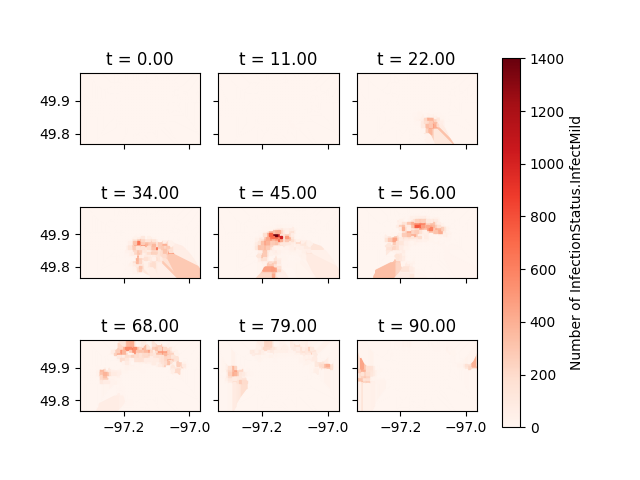 t = 0.00 t = 11.00 t = 22.00
49.9
49.8
t = 34.00 t = 45.00 t = 56.00
49.9
49.8
t = 68.00 t = 79.00 t = 90.00
49.9
49.8
−97.2 −97.0 −97.2 −97.0 −97.2 −97.0
1400
1200
1000
800
600
400
200
0
Number of InfectionStatus.InfectMild